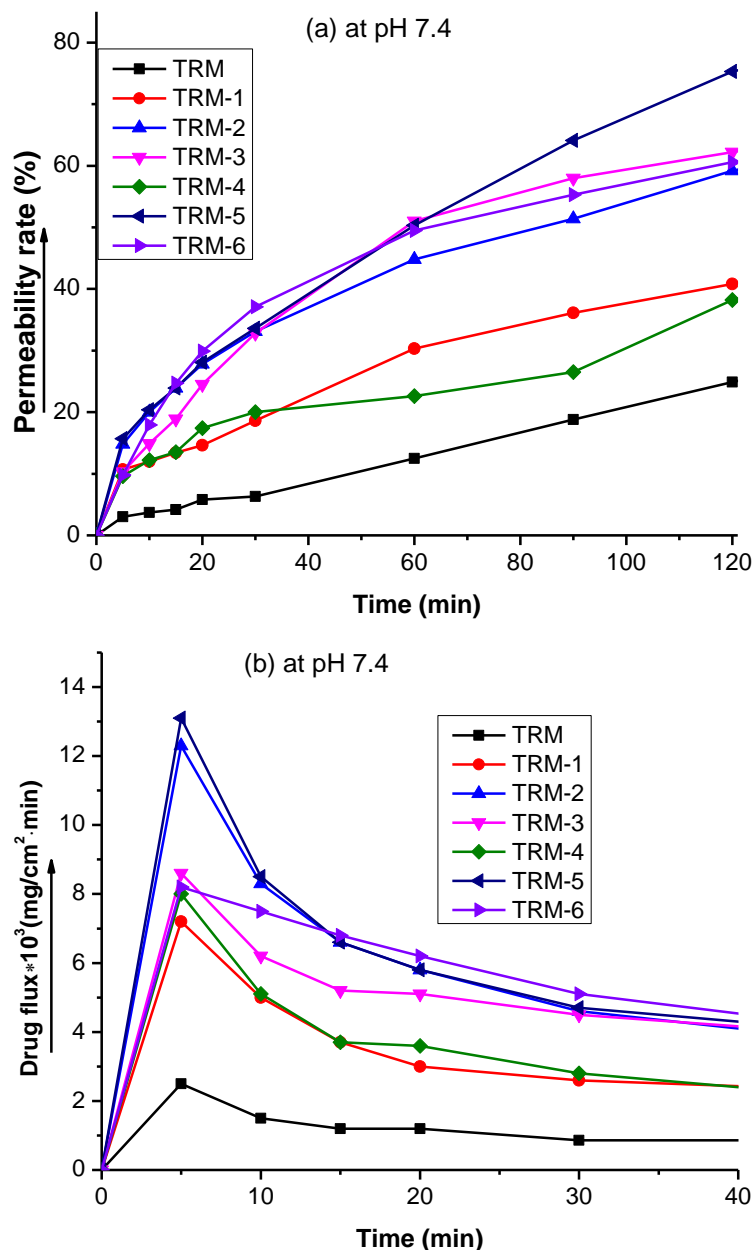 (a) at pH 7.4
80
60
40
20
0
Permeability rate (%)
TRM
TRM-1
TRM-2
TRM-3
TRM-4
TRM-5
TRM-6
0 20 40 60 80 100 120
Time (min)
(b) at pH 7.4
14
12
10
8
6
4
2
0
Drug flux*10³(mg/cm²·min)
TRM
TRM-1
TRM-2
TRM-3
TRM-4
TRM-5
TRM-6
0 10 20 30 40
Time (min)